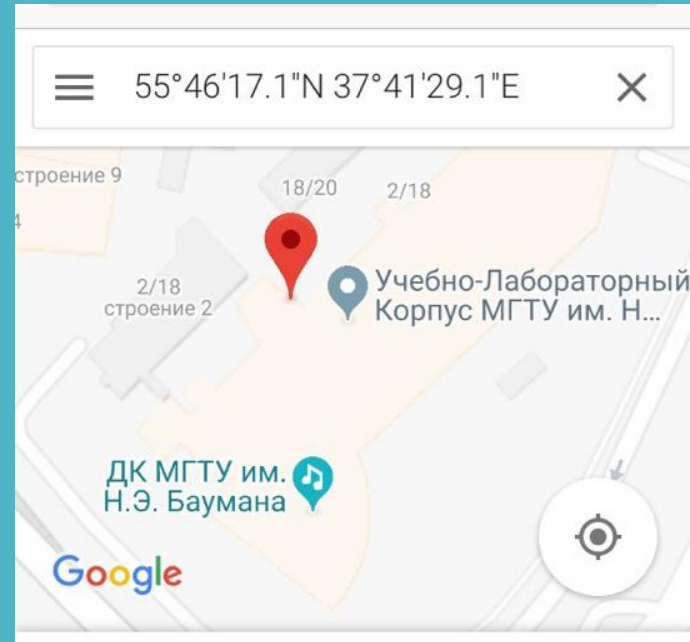 55°46'17.1"N 37°41'29.1"E
строение 9
4
18/20
2/18
2/18
строение 2
Учебно-Лабораторный
Корпус МГТУ им. Н...
ДК МГТУ им.
Н.Э. Баумана
Google